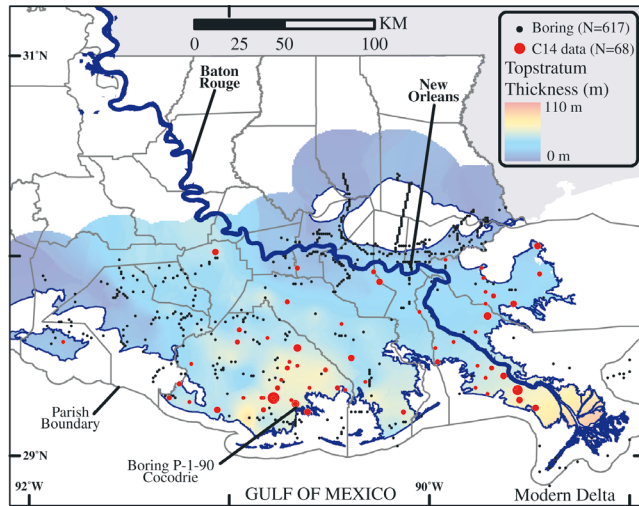 31°N
KM
0 25 50 100
Boring (N=617)
C14 data (N=68)
Topstratum
Thickness (m)
110 m
0 m
Baton
Rouge
New
Orleans
Parish
Boundary
Boring P-1-90
Cocodrie
29°N
92°W
GULF OF MEXICO
90°W
Modern Delta